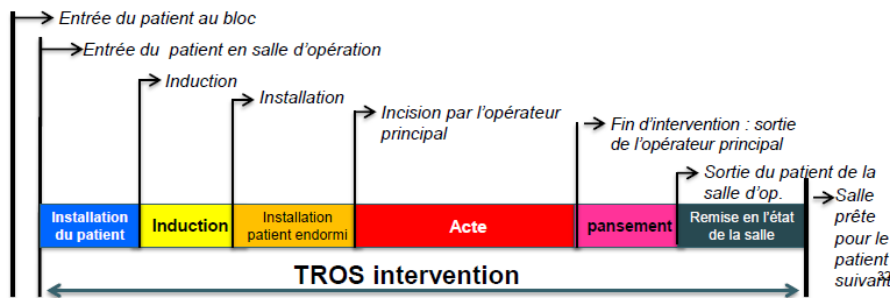 Entrée du patient au bloc
Entrée du patient en salle d'opération
Induction
Installation
Incision par l'opérateur
principal
Fin d'intervention : sortie
de l'opérateur principal
Sortie du patient de la
salle d'op.
Salle
prête
pour le
patient
suivant
Installation
du patient
Induction
Installation
patient endormi
Acte
pansement
Remise en l'état
de la salle
TROS intervention